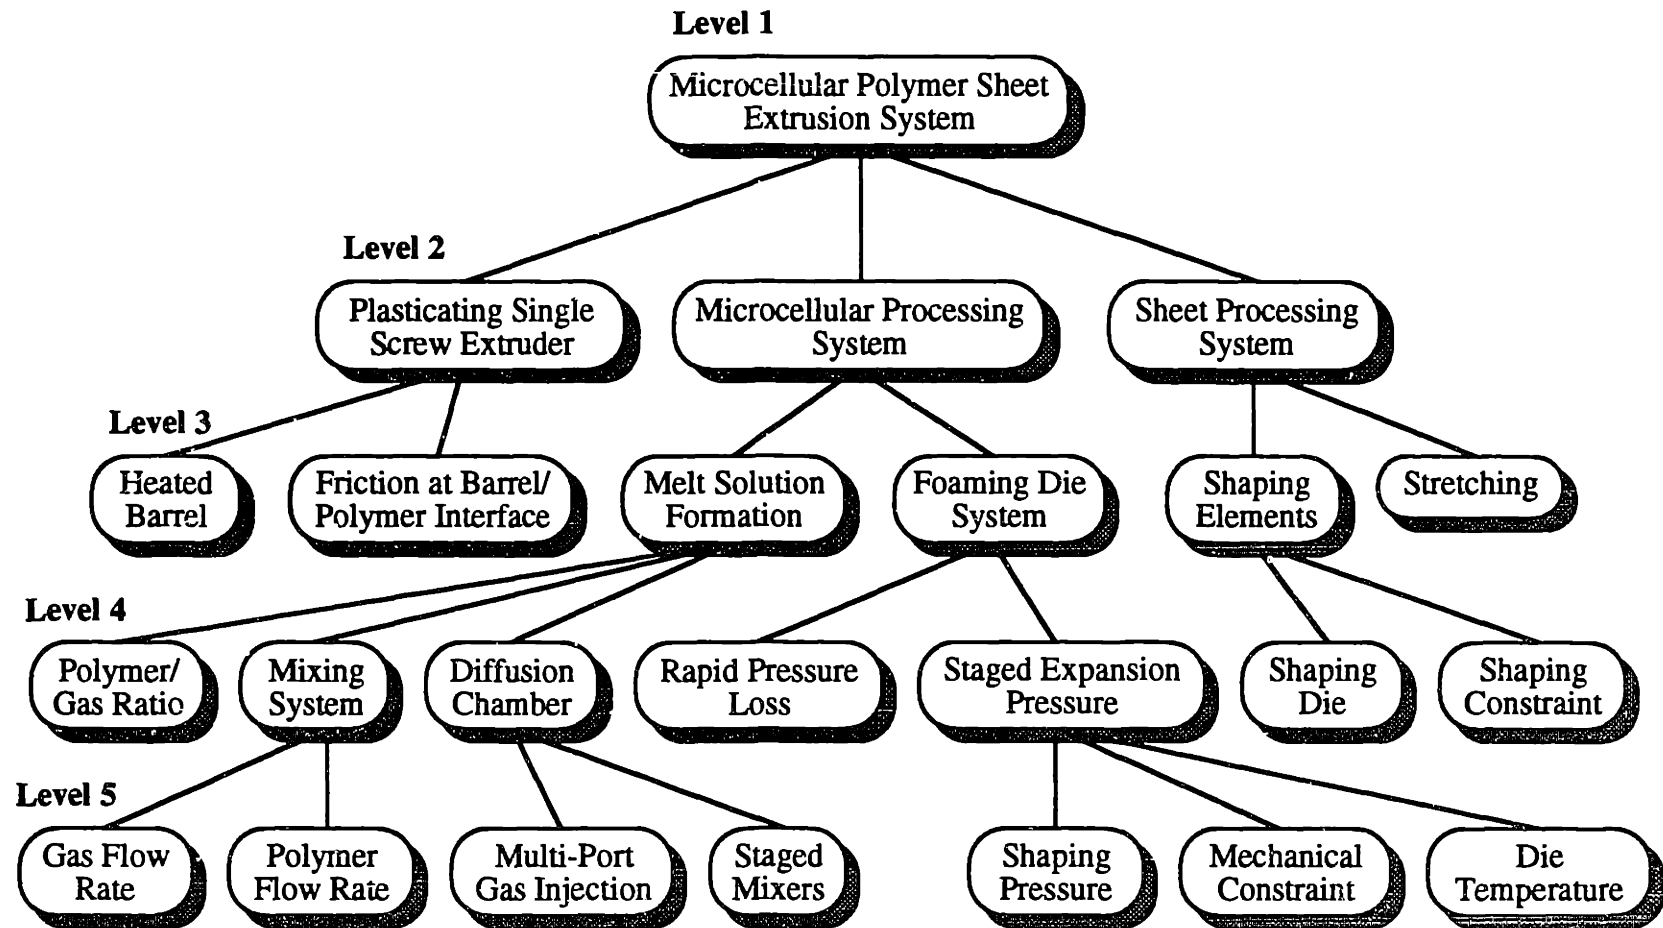 Level 1
Microcellular Polymer Sheet
Extrusion System
Level 2
Plasticating Single
Screw Extruder
Microcellular Processing
System
Sheet Processing
System
Level 3
Heated
Barrel
Friction at Barrel/
Polymer Interface
Melt Solution
Formation
Foaming Die
System
Shaping
Elements
Stretching
Level 4
Polymer/
Gas Ratio
Mixing
System
Diffusion
Chamber
Rapid Pressure
Loss
Staged Expansion
Pressure
Shaping
Die
Shaping
Constraint
Level 5
Gas Flow
Rate
Polymer
Flow Rate
Multi-Port
Gas Injection
Staged
Mixers
Shaping
Pressure
Mechanical
Constraint
Die
Temperature